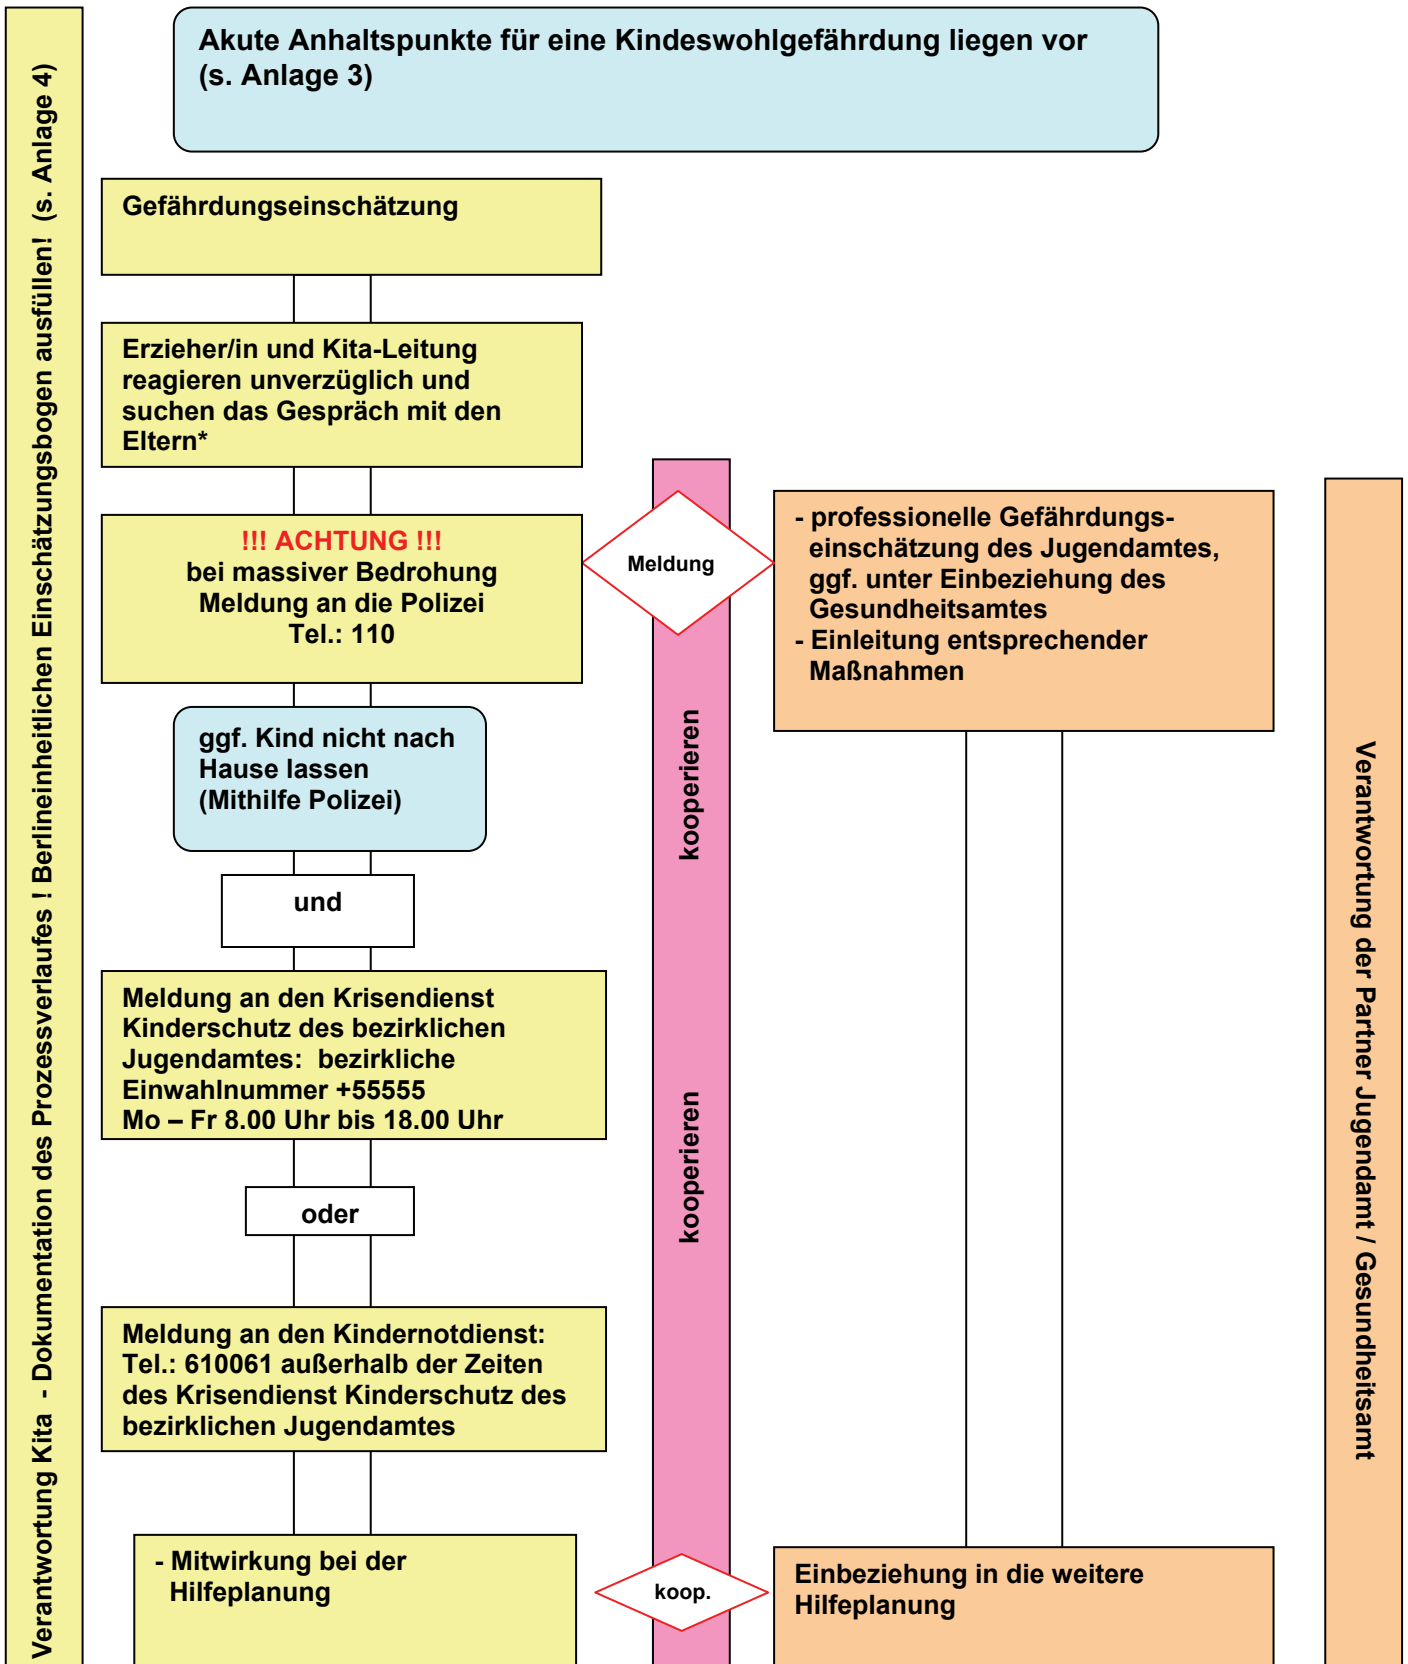 Akute Anhaltspunkte für eine Kindeswohlgefährdung liegen vor
(s. Anlage 3)
Verantwortung Kita - Dokumentation des Prozessverlaufes ! Berlineinheitlichen Einschätzungsbogen ausfüllen! (s. Anlage 4)
Gefährdungseinschätzung
Erzieher/in und Kita-Leitung
reagieren unverzüglich und
suchen das Gespräch mit den
Eltern*
!!! ACHTUNG !!!
bei massiver Bedrohung
Meldung an die Polizei
Tel.: 110
Meldung
- professionelle Gefährdungs-
einschätzung des Jugendamtes,
ggf. unter Einbeziehung des
Gesundheitsamtes
- Einleitung entsprechender
Maßnahmen
ggf. Kind nicht nach
Hause lassen
(Mithilfe Polizei)
kooperieren
und
Meldung an den Krisendienst
Kinderschutz des bezirklichen
Jugendamtes: bezirkliche
Einwahlnummer +55555
Mo – Fr 8.00 Uhr bis 18.00 Uhr
kooperieren
oder
Meldung an den Kindernotdienst:
Tel.: 610061 außerhalb der Zeiten
des Krisendienst Kinderschutz des
bezirklichen Jugendamtes
- Mitwirkung bei der
Hilfeplanung
koop.
Einbeziehung in die weitere
Hilfeplanung
Verantwortung der Partner Jugendamt / Gesundheitsamt